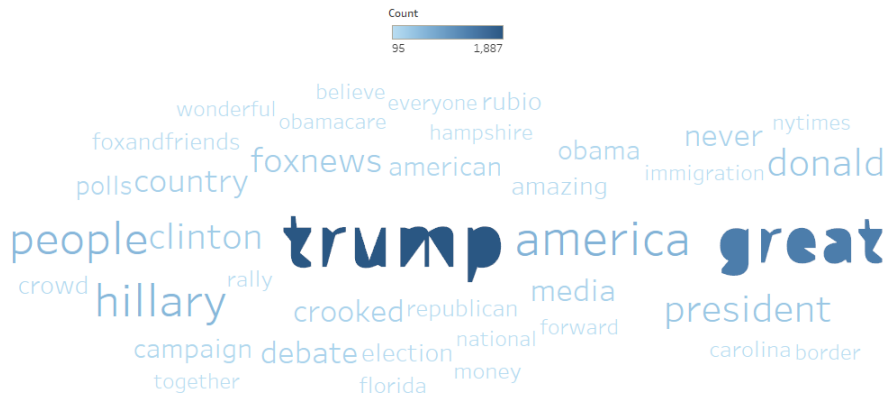 Count
95 1,887
believe
wonderful everyone rubio
obamacare nytimes
foxandfriends hampshire never
foxnews american obama donald
polls country amazing immigration
people clinton trump america great
crowd rally
hillary crooked republican media president
national forward
campaign debate election carolina border
together florida money